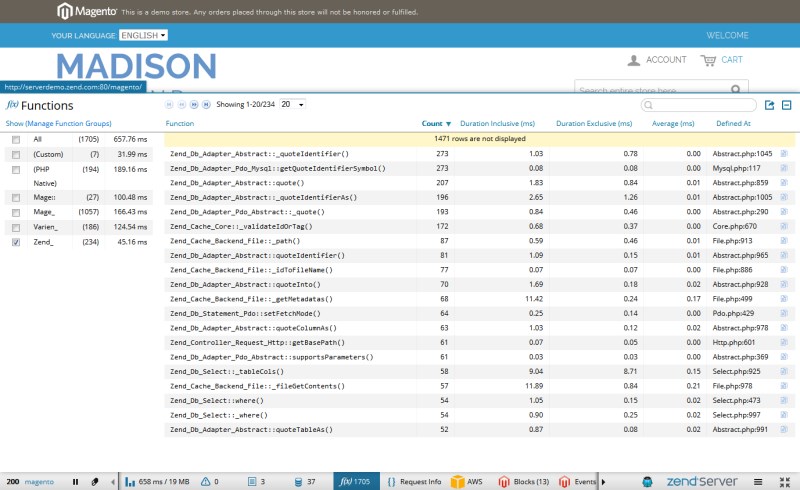 Magento This is a demo store. Any orders placed through this store will not be honored or fulfilled.
YOUR LANGUAGE ENGLISH WELCOME
MADISON
ACCOUNT CART
Search entire store here...
http://serverdemo.zend.com:80/magento/
f(x) Functions Showing 1-20/234 20
Show (Manage Function Groups) Function Count Duration Inclusive (ms) Duration Exclusive (ms) Average (ms) Defined At
All (1705) 657.76 ms 1471 rows are not displayed
(Custom) (7) 31.99 ms Zend_Db_Adapter_Abstract::_quoteIdentifier() 273 1.03 0.78 0.00 Abstract.php:1045
(PHP Native) (194) 189.16 ms Zend_Db_Adapter_Pdo_Mysql::getQuoteIdentifierSymbol() 273 0.08 0.08 0.00 Mysql.php:117
Zend_Db_Adapter_Abstract::quote() 207 1.83 0.84 0.01 Abstract.php:859
Mage:: (27) 100.48 ms Zend_Db_Adapter_Abstract::_quoteIdentifierAs() 196 2.65 1.26 0.01 Abstract.php:1005
Mage_ (1057) 166.43 ms Zend_Db_Adapter_Pdo_Abstract::_quote() 193 0.84 0.46 0.00 Abstract.php:290
Varien_ (186) 124.54 ms Zend_Cache_Core::_validateIdOrTag() 172 0.68 0.37 0.00 Core.php:670
Zend_ (234) 45.16 ms Zend_Cache_Backend_File::_path() 87 0.59 0.46 0.01 File.php:913
Zend_Db_Adapter_Abstract::quoteIdentifier() 81 1.09 0.15 0.01 Abstract.php:965
Zend_Cache_Backend_File::_idToFileName() 77 0.07 0.07 0.00 File.php:886
Zend_Db_Adapter_Abstract::quoteInto() 70 1.69 0.18 0.02 Abstract.php:928
Zend_Cache_Backend_File::_getMetadatas() 68 11.42 0.24 0.17 File.php:499
Zend_Db_Statement_Pdo::setFetchMode() 64 0.25 0.14 0.00 Pdo.php:429
Zend_Db_Adapter_Abstract::quoteColumnAs() 63 1.03 0.12 0.02 Abstract.php:978
Zend_Controller_Request_Http::getBasePath() 61 0.07 0.05 0.00 Http.php:601
Zend_Db_Adapter_Pdo_Abstract::supportsParameters() 61 0.03 0.03 0.00 Abstract.php:369
Zend_Db_Select::_tableCols() 58 9.04 8.71 0.15 Select.php:925
Zend_Cache_Backend_File::_fileGetContents() 57 11.89 0.84 0.21 File.php:978
Zend_Db_Select::where() 54 1.05 0.15 0.02 Select.php:473
Zend_Db_Select::_where() 54 0.90 0.25 0.02 Select.php:997
Zend_Db_Adapter_Abstract::quoteTableAs() 52 0.87 0.08 0.02 Abstract.php:991
200 magento 658 ms / 19 MB 0 3 37 f(x) 1705 { } Request Info AWS Blocks (13) Events zend Server